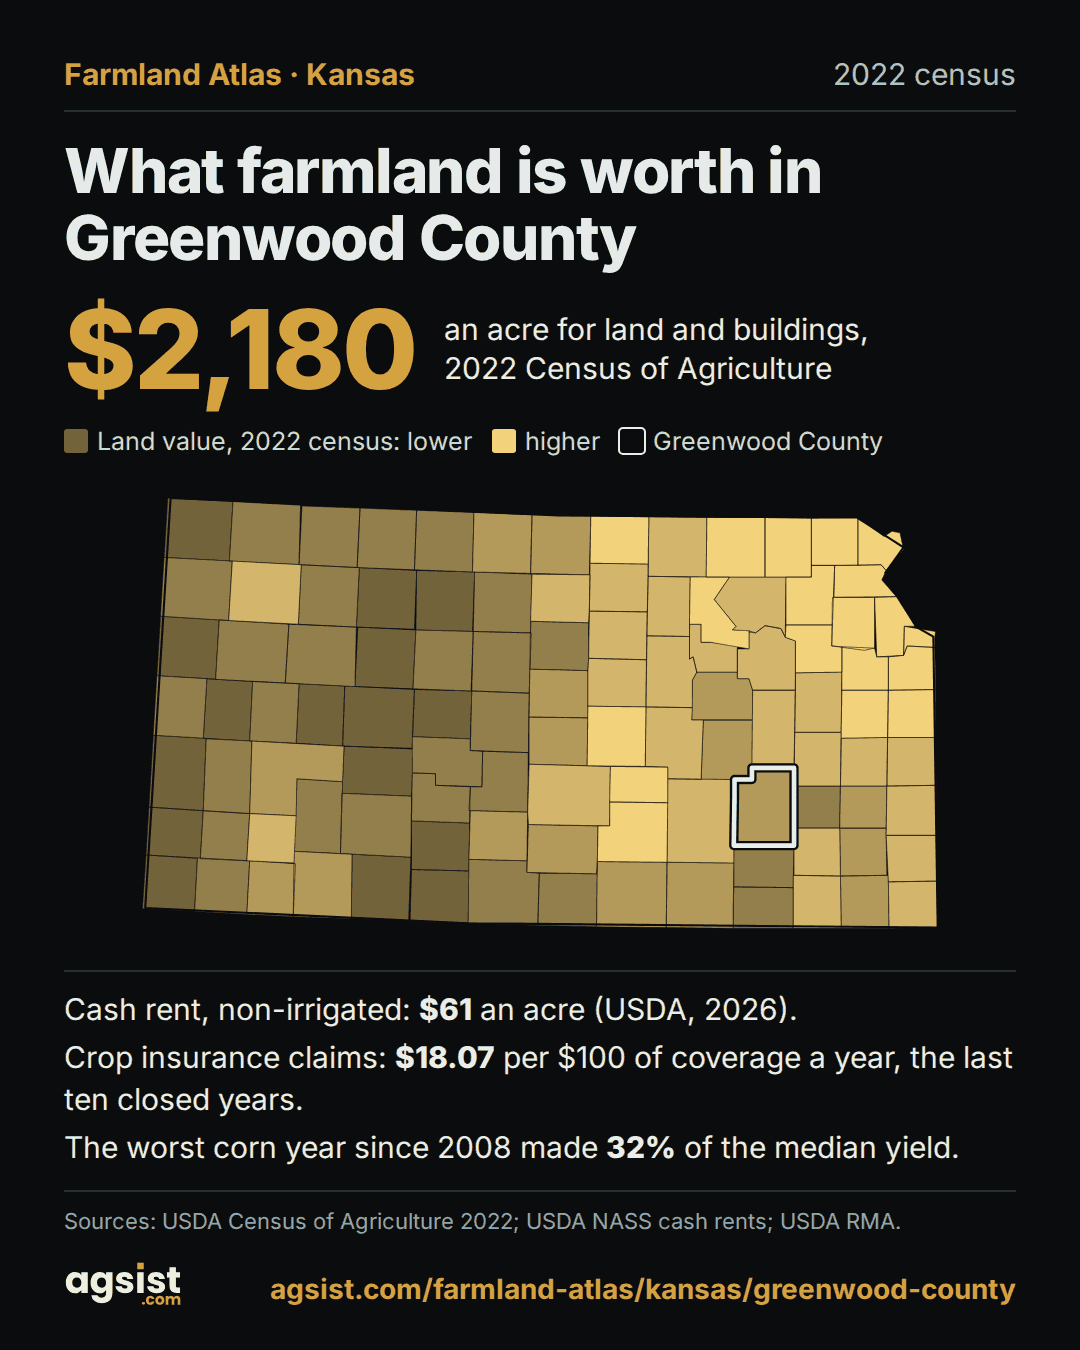 Farmland Atlas · Kansas
2022 census
What farmland is worth in
Greenwood County
$2,180
an acre for land and buildings,
2022 Census of Agriculture
Land value, 2022 census: lower
higher
Greenwood County
Cash rent, non-irrigated: $61 an acre (USDA, 2026).
Crop insurance claims: $18.07 per $100 of coverage a year, the last
ten closed years.
The worst corn year since 2008 made 32% of the median yield.
Sources: USDA Census of Agriculture 2022; USDA NASS cash rents; USDA RMA.
agsist
.com
agsist.com/farmland-atlas/kansas/greenwood-county